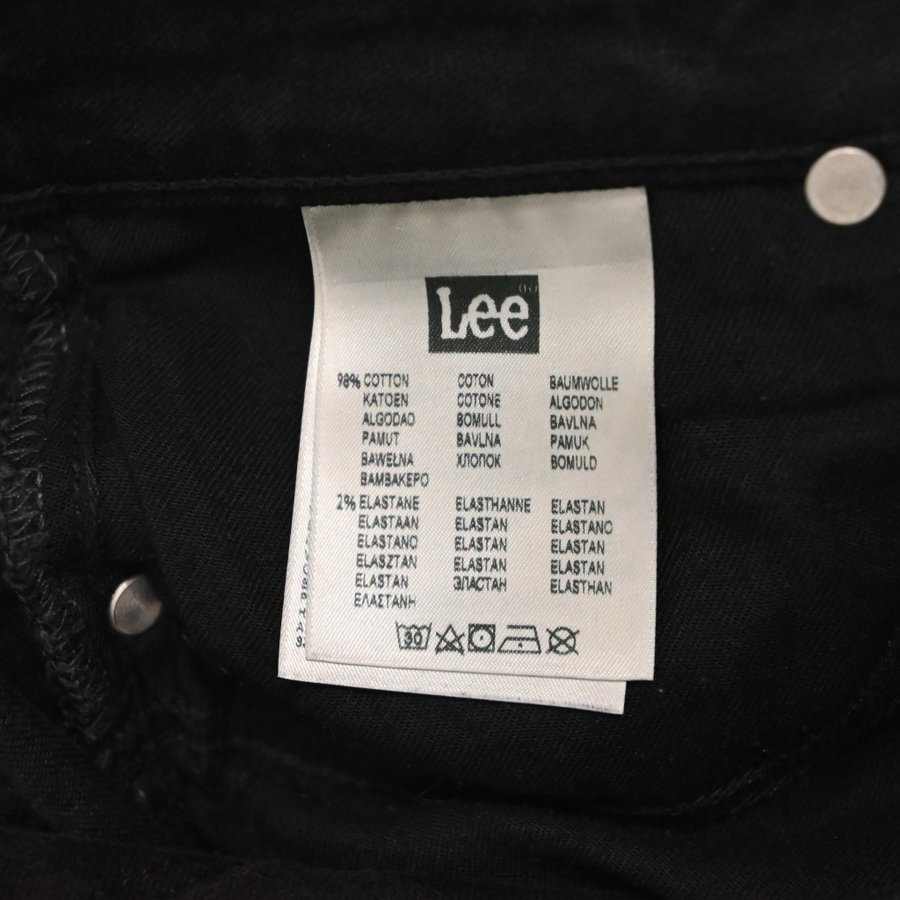 Lee
98% COTTON COTON BAUMWOLLE
KATOEN COTONE ALGODON
ALGODAO BOMULL BAVLNA
PAMUT BAVLNA PAMUK
BAWEŁNA ХЛОПОК BOMULD
ΒΑΜΒΑΚΕΡΟ
2% ELASTANE ELASTHANNE ELASTAN
ELASTAAN ELASTAN ELASTANO
ELASTANO ELASTAN ELASTAN
ELASZTAN ELASTAN ELASTAN
ELASTAN ЭЛАСТАН ELASTHAN
ΕΛΑΣΤΑΝΗ
30